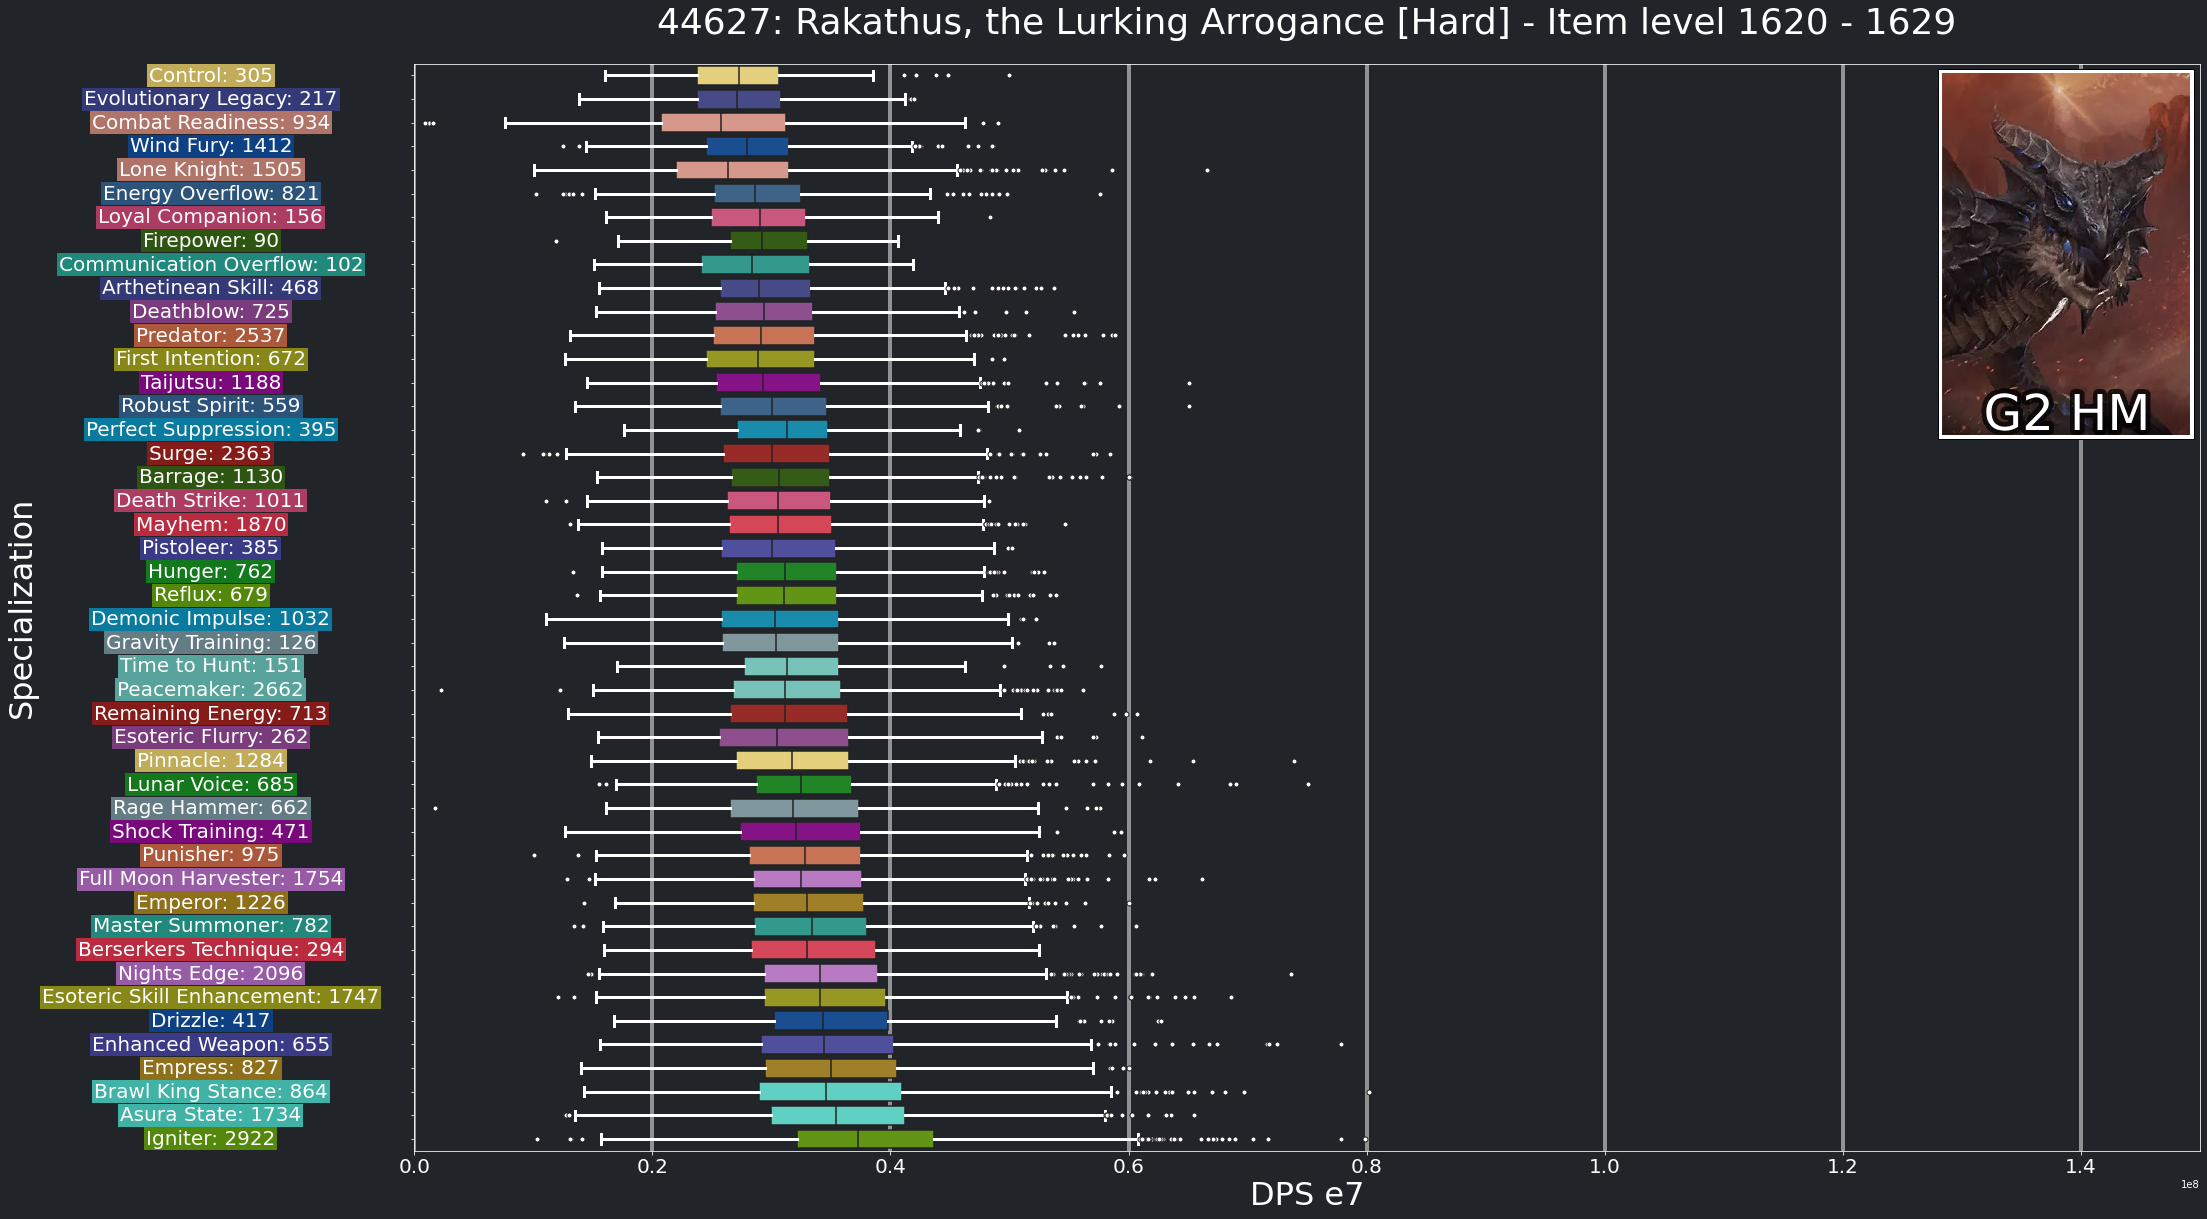 44627: Rakathus, the Lurking Arrogance [Hard] - Item level 1620 - 1629
Control: 305
Evolutionary Legacy: 217
Combat Readiness: 934
Wind Fury: 1412
Lone Knight: 1505
Energy Overflow: 821
Loyal Companion: 156
Firepower: 90
Communication Overflow: 102
Arthetinean Skill: 468
Deathblow: 725
Predator: 2537
First Intention: 672
Taijutsu: 1188
Robust Spirit: 559
Perfect Suppression: 395
Surge: 2363
Barrage: 1130
Death Strike: 1011
Mayhem: 1870
Pistoleer: 385
Hunger: 762
Reflux: 679
Demonic Impulse: 1032
Gravity Training: 126
Time to Hunt: 151
Peacemaker: 2662
Remaining Energy: 713
Esoteric Flurry: 262
Pinnacle: 1284
Lunar Voice: 685
Rage Hammer: 662
Shock Training: 471
Punisher: 975
Full Moon Harvester: 1754
Emperor: 1226
Master Summoner: 782
Berserkers Technique: 294
Nights Edge: 2096
Esoteric Skill Enhancement: 1747
Drizzle: 417
Enhanced Weapon: 655
Empress: 827
Brawl King Stance: 864
Asura State: 1734
Igniter: 2922
Specialization
G2 HM
0.0 0.2 0.4 0.6 0.8 1.0 1.2 1.4
DPS e7
1e8